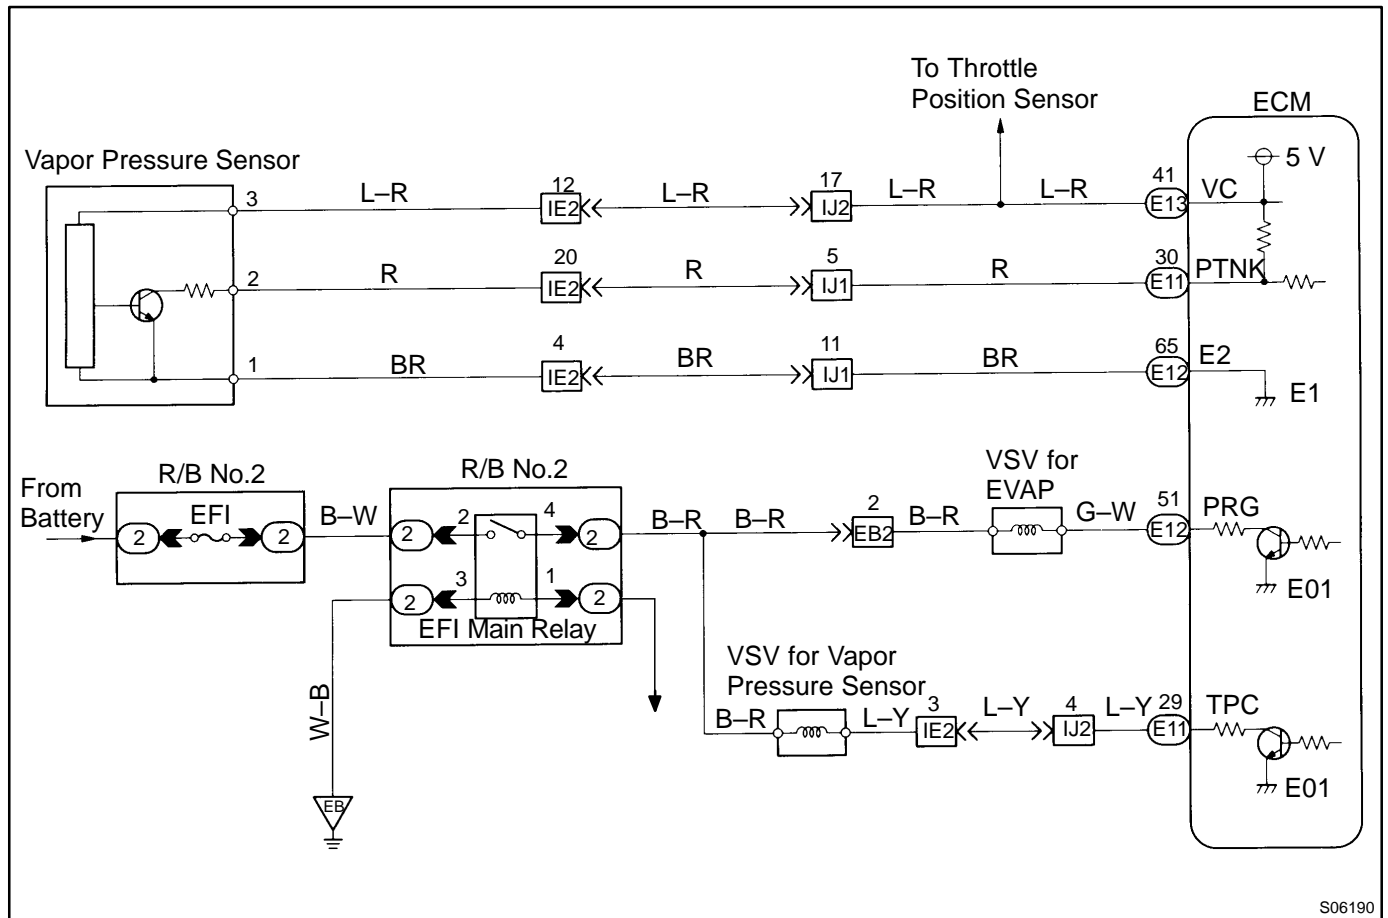 To Throttle
Position Sensor
ECM
Vapor Pressure Sensor
5 V
3
L–R
12
IE2
L–R
17
IJ2
L–R
L–R
41
E13
VC
2
R
20
IE2
R
5
IJ1
R
30
E11
PTNK
1
BR
4
IE2
BR
11
IJ1
BR
65
E12
E2
E1
From
Battery
R/B No.2
EFI
2
2
B–W
R/B No.2
2
2
4
2
2
3
1
2
EFI Main Relay
B–R
B–R
2
EB2
B–R
VSV for
EVAP
G–W
51
E12
PRG
E01
W–B
EB
VSV for Vapor
Pressure Sensor
B–R
L–Y
3
IE2
L–Y
4
IJ2
L–Y
29
E11
TPC
E01
S06190